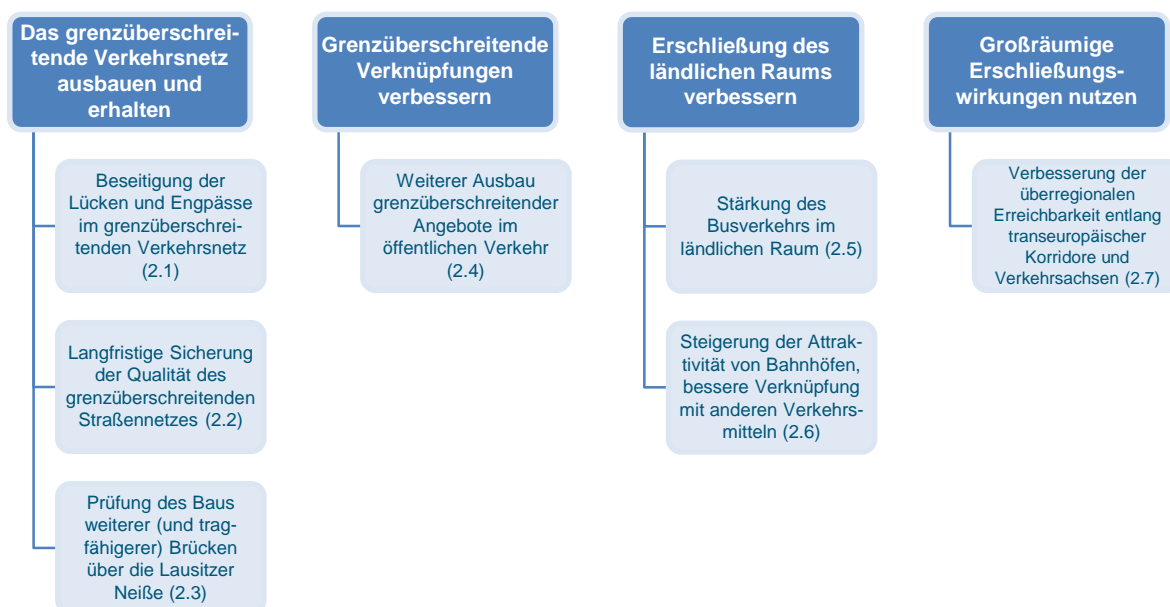 Das grenzüberschrei-
tende Verkehrsnetz
ausbauen und
erhalten
Beseitigung der
Lücken und Engpässe
im grenzüberschrei-
tenden Verkehrsnetz
(2.1)
Langfristige Sicherung
der Qualität des
grenzüberschreitenden
Straßennetzes (2.2)
Prüfung des Baus
weiterer (und trag-
fähigerer) Brücken
über die Lausitzer
Neiße (2.3)
Grenzüberschreitende
Verknüpfungen
verbessern
Weiterer Ausbau
grenzüberschreitender
Angebote im
öffentlichen Verkehr
(2.4)
Erschließung des
ländlichen Raums
verbessern
Stärkung des
Busverkehrs im
ländlichen Raum (2.5)
Steigerung der Attrak-
tivität von Bahnhöfen,
bessere Verknüpfung
mit anderen Verkehrs-
mitteln (2.6)
Großräumige
Erschließungs-
wirkungen nutzen
Verbesserung der
überregionalen
Erreichbarkeit entlang
transeuropäischer
Korridore und
Verkehrsachsen (2.7)